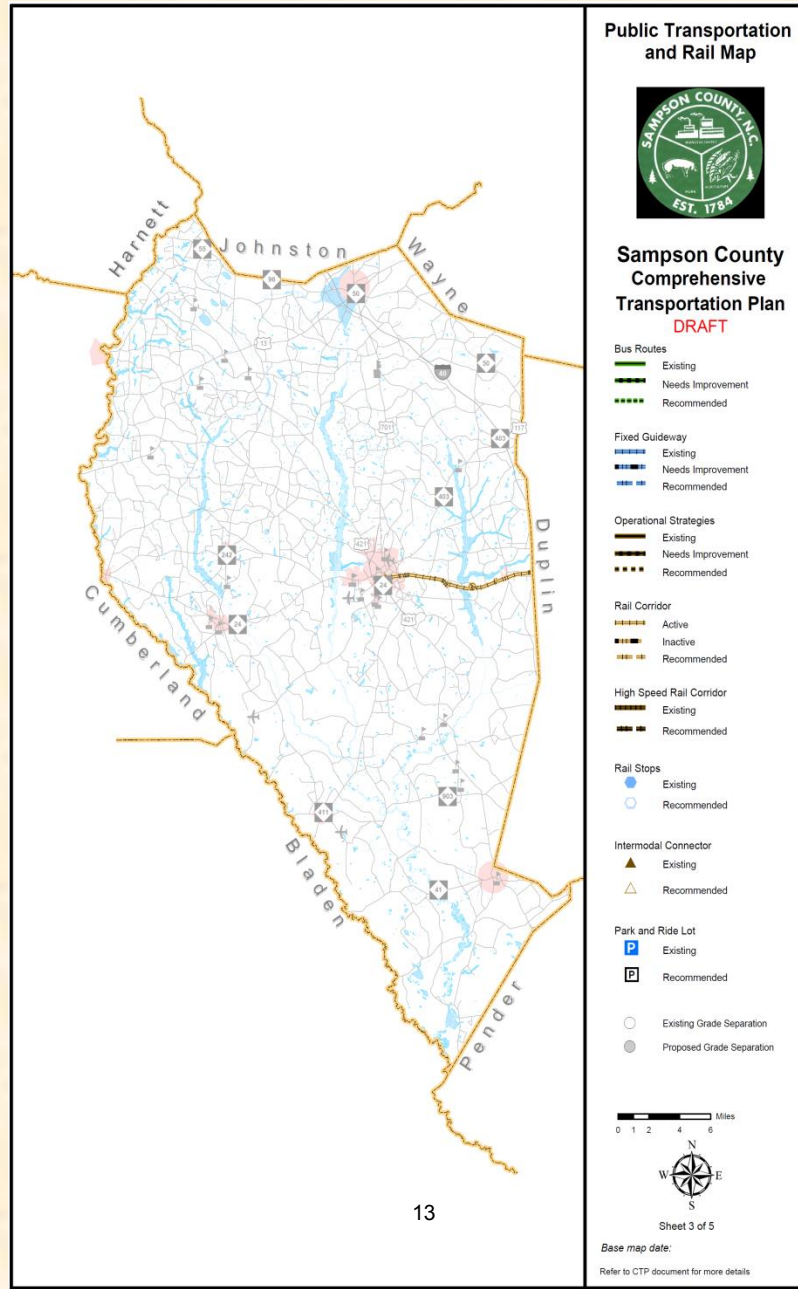 Public Transportation
and Rail Map
SAMPSON COUNTY, N.C.
EST. 1784
Sampson County
Comprehensive
Transportation Plan
DRAFT
Bus Routes
Existing
Needs Improvement
Recommended
Fixed Guideway
Existing
Needs Improvement
Recommended
Operational Strategies
Existing
Needs Improvement
Recommended
Rail Corridor
Active
Inactive
Recommended
High Speed Rail Corridor
Existing
Recommended
Rail Stops
Existing
Recommended
Intermodal Connector
Existing
Recommended
Park and Ride Lot
P Existing
P Recommended
Existing Grade Separation
Proposed Grade Separation
Miles
0 1 2 4 6
N
W E
S
Sheet 3 of 5
Base map date:
Refer to CTP document for more details
Harnett
Johnston
Wayne
Duplin
Cumberland
Bladen
Pender
55
96
50
13
40
50
701
117
403
403
421
242
24
24
421
903
411
41
13